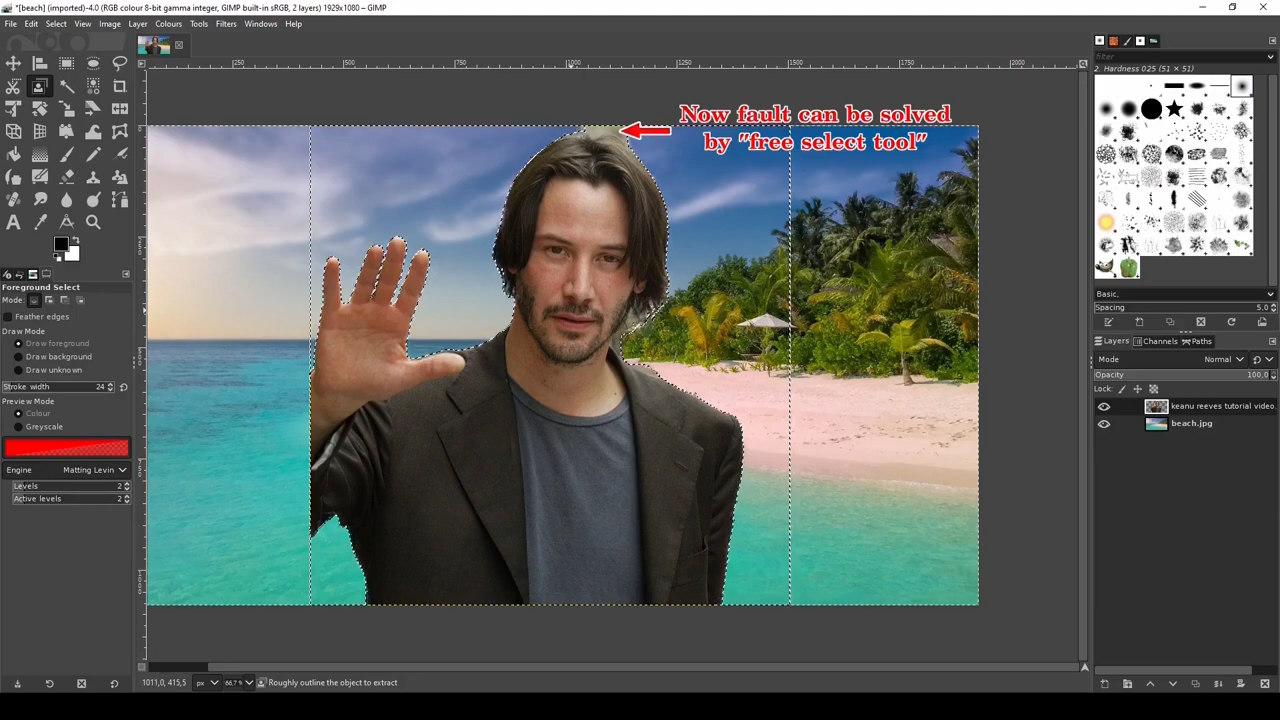 *[beach] (imported)-4.0 (RGB colour 8-bit gamma integer, GIMP built-in sRGB, 2 layers) 1929x1080 – GIMP
File Edit Select View Image Layer Colours Tools Filters Windows Help
filter
2. Hardness 025 (51 × 51)
250 500 750 1000 1250 1500 1750 2000
Now fault can be solved
by "free select tool"
Foreground Select
Mode:
Feather edges
Draw Mode
Draw foreground
Draw background
Draw unknown
Stroke width 24
Preview Mode
Colour
Greyscale
Engine Matting Levin
Levels 2
Active levels 2
Basic,
Spacing 5,0
Layers Channels Paths
Mode Normal
Opacity 100,0
Lock:
keanu reeves tutorial video
beach.jpg
1011,0, 415,5 px 66,7 % Roughly outline the object to extract